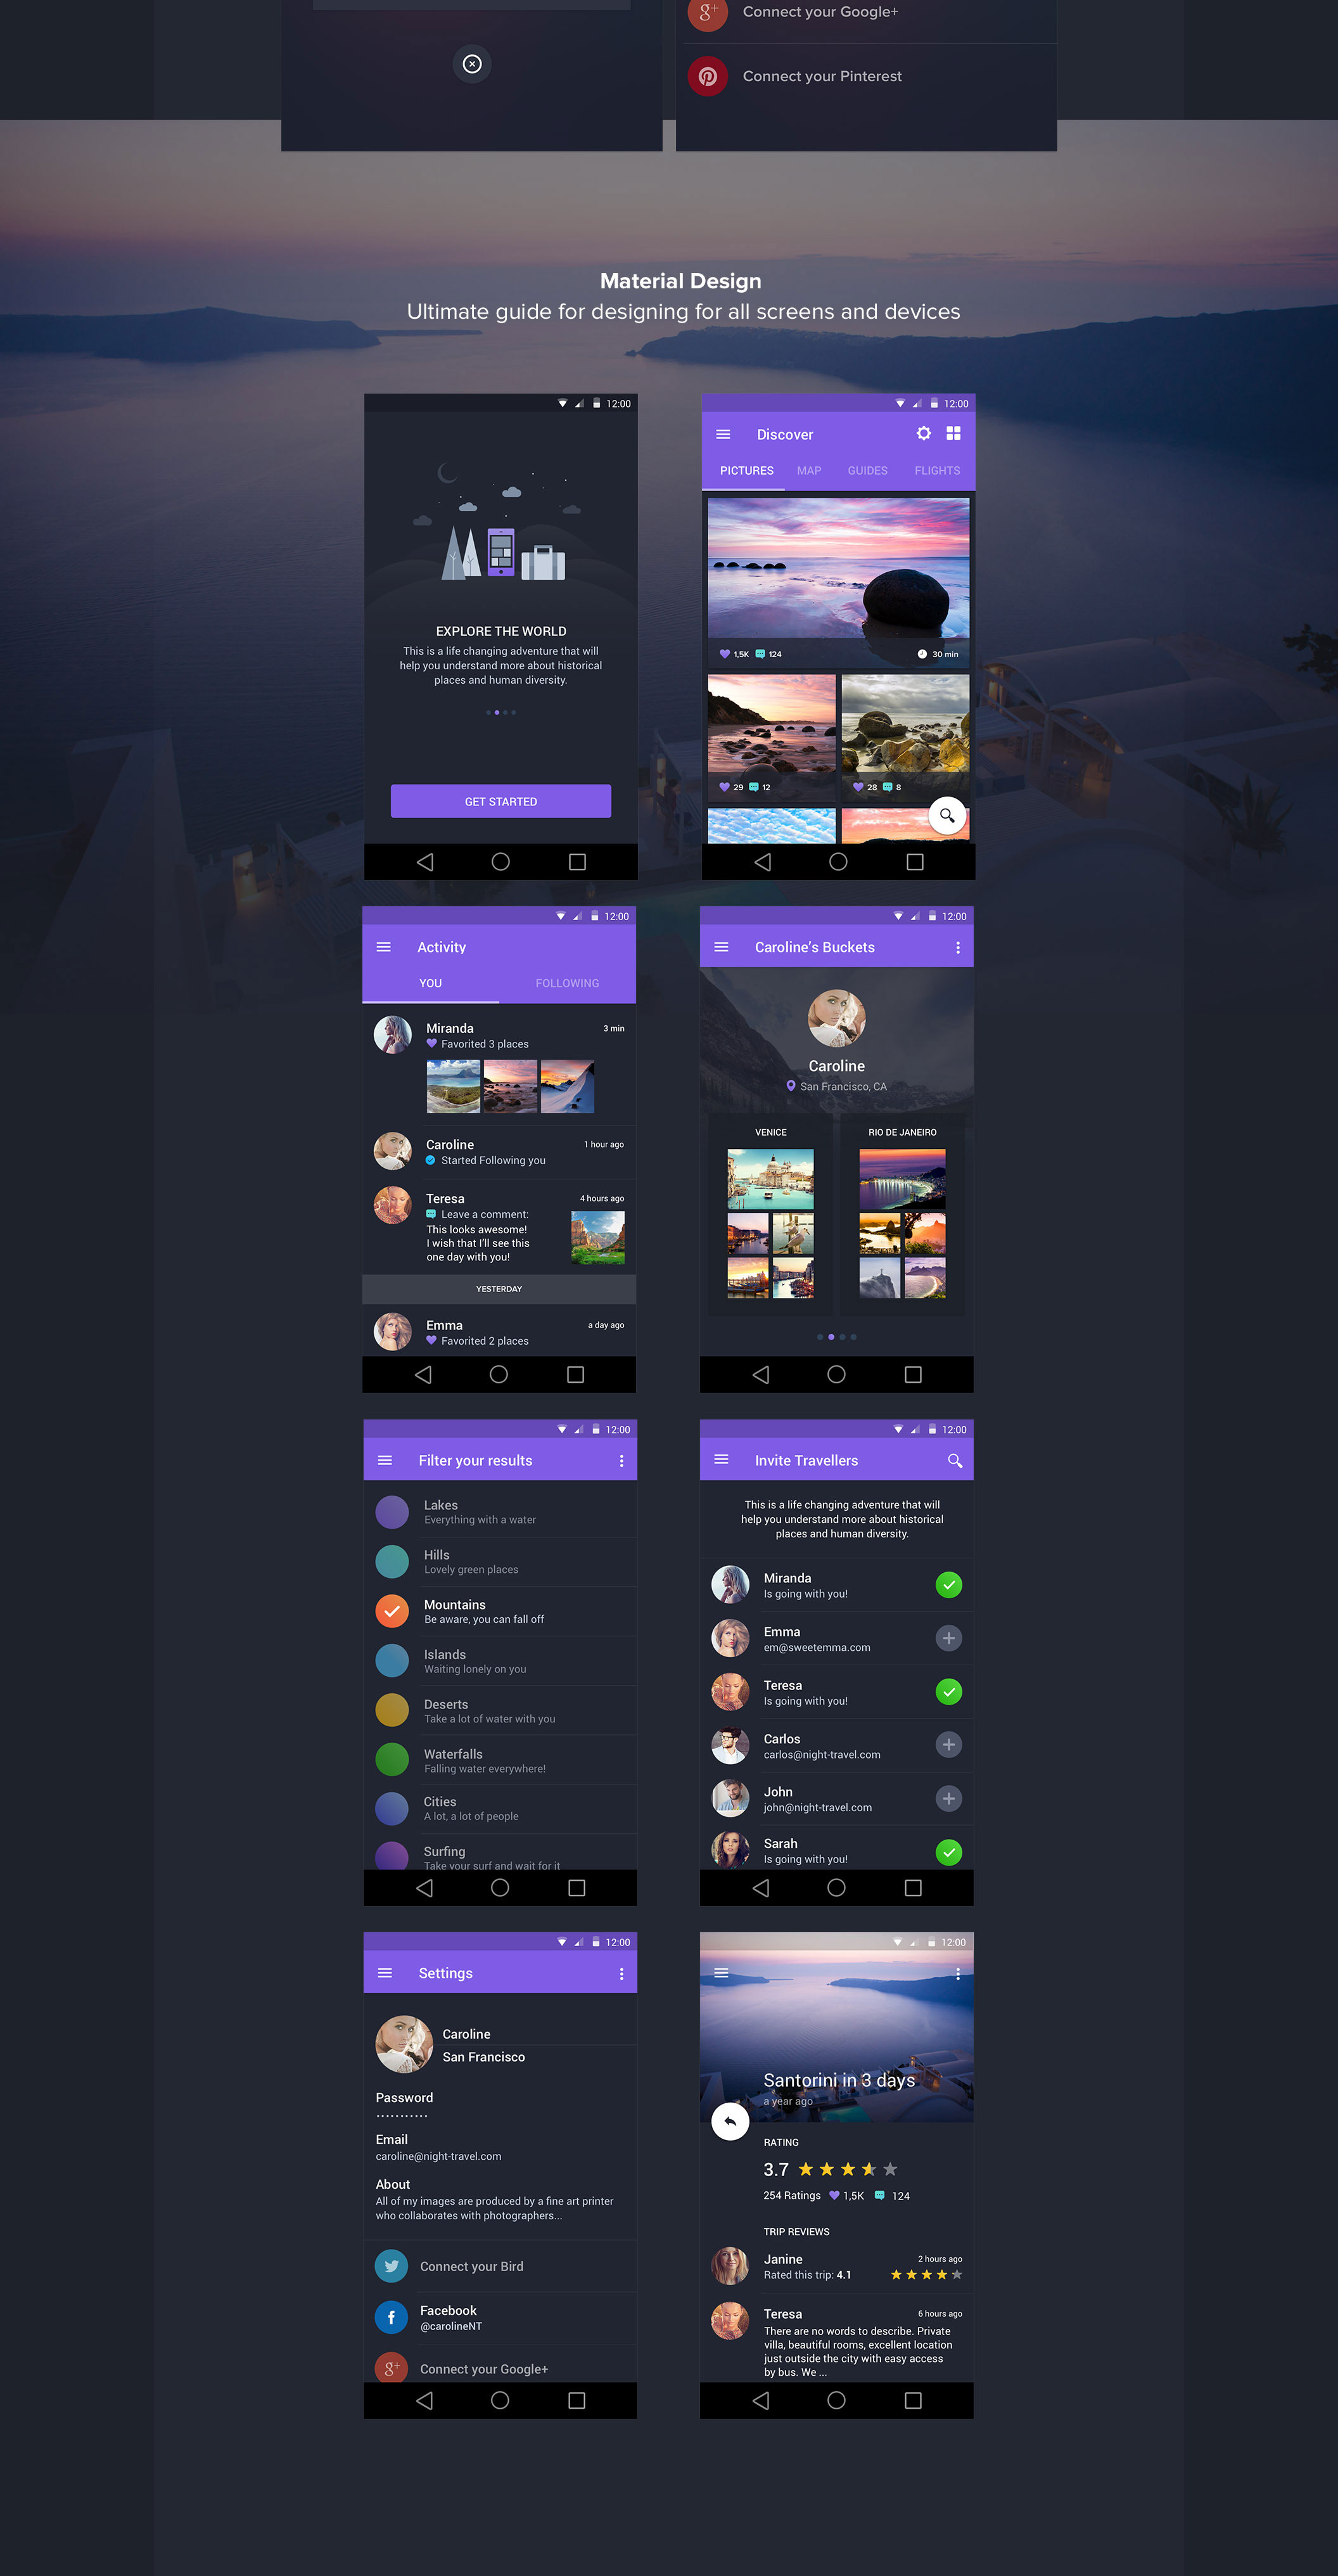 Connect your Google+
Connect your Pinterest
Material Design
Ultimate guide for designing for all screens and devices
12:00
EXPLORE THE WORLD
This is a life changing adventure that will
help you understand more about historical
places and human diversity.
GET STARTED
12:00
Discover
PICTURES MAP GUIDES FLIGHTS
1,5K 124 30 min
29 12
28 8
12:00
Activity
YOU FOLLOWING
Miranda 3 min
Favorited 3 places
Caroline 1 hour ago
Started Following you
Teresa 4 hours ago
Leave a comment:
This looks awesome!
I wish that I'll see this
one day with you!
YESTERDAY
Emma a day ago
Favorited 2 places
12:00
Caroline's Buckets
Caroline
San Francisco, CA
VENICE RIO DE JANEIRO
12:00
Filter your results
Lakes
Everything with a water
Hills
Lovely green places
Mountains
Be aware, you can fall off
Islands
Waiting lonely on you
Deserts
Take a lot of water with you
Waterfalls
Falling water everywhere!
Cities
A lot, a lot of people
Surfing
Take your surf and wait for it
12:00
Invite Travellers
This is a life changing adventure that will
help you understand more about historical
places and human diversity.
Miranda
Is going with you!
Emma
em@sweetemma.com
Teresa
Is going with you!
Carlos
carlos@night-travel.com
John
john@night-travel.com
Sarah
Is going with you!
12:00
Settings
Caroline
San Francisco
Password
...........
Email
caroline@night-travel.com
About
All of my images are produced by a fine art printer
who collaborates with photographers...
Connect your Bird
Facebook
@carolineNT
Connect your Google+
12:00
Santorini in 3 days
a year ago
RATING
3.7
254 Ratings 1,5K 124
TRIP REVIEWS
Janine 2 hours ago
Rated this trip: 4.1
Teresa 6 hours ago
There are no words to describe. Private
villa, beautiful rooms, excellent location
just outside the city with easy access
by bus. We ...